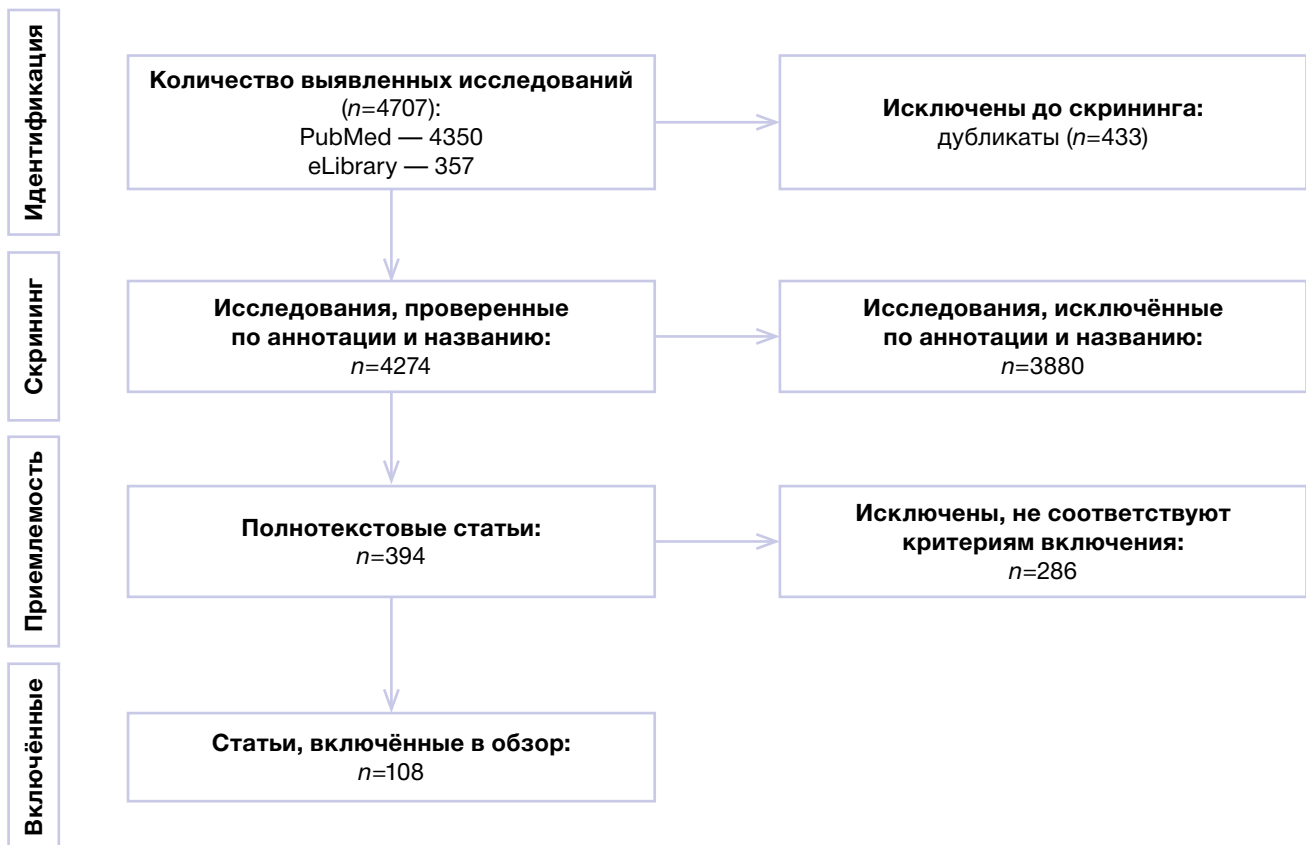 Идентификация
Количество выявленных исследований
(n=4707):
PubMed — 4350
eLibrary — 357
Исключены до скрининга:
дубликаты (n=433)
Скрининг
Исследования, проверенные
по аннотации и названию:
n=4274
Исследования, исключённые
по аннотации и названию:
n=3880
Приемлемость
Полнотекстовые статьи:
n=394
Исключены, не соответствуют
критериям включения:
n=286
Включённые
Статьи, включённые в обзор:
n=108